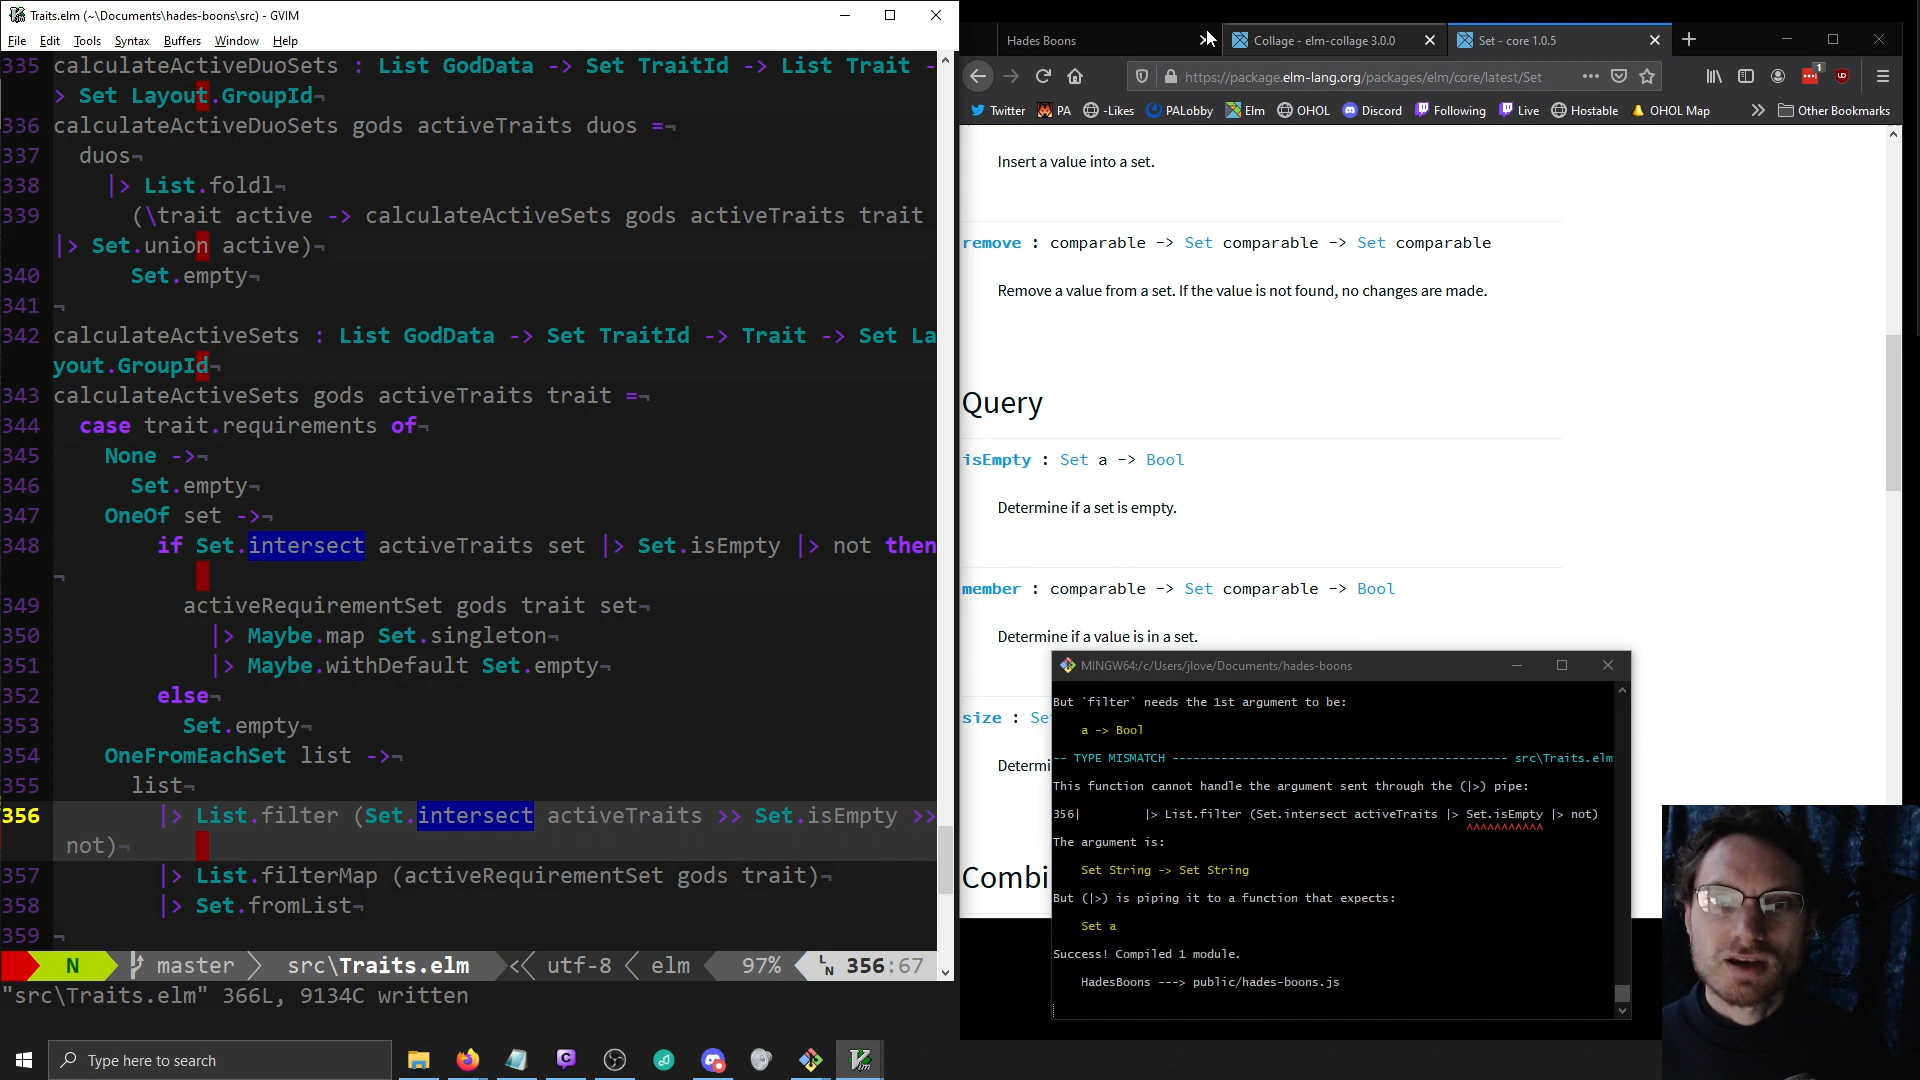 Traits.elm (~\Documents\hades-boons\src) - GVIM
File Edit Tools Syntax Buffers Window Help
335 calculateActiveDuoSets : List GodData -> Set TraitId -> List Trait -
> Set Layout.GroupId¬
336 calculateActiveDuoSets gods activeTraits duos =¬
337 duos¬
338 |> List.foldl¬
339 (\trait active -> calculateActiveSets gods activeTraits trait
|> Set.union active)¬
340 Set.empty¬
341 ¬
342 calculateActiveSets : List GodData -> Set TraitId -> Trait -> Set La
yout.GroupId¬
343 calculateActiveSets gods activeTraits trait =¬
344 case trait.requirements of¬
345 None ->¬
346 Set.empty¬
347 OneOf set ->¬
348 if Set.intersect activeTraits set |> Set.isEmpty |> not then
¬
349 activeRequirementSet gods trait set¬
350 |> Maybe.map Set.singleton¬
351 |> Maybe.withDefault Set.empty¬
352 else¬
353 Set.empty¬
354 OneFromEachSet list ->¬
355 list¬
356 |> List.filter (Set.intersect activeTraits >> Set.isEmpty >>
not)¬
357 |> List.filterMap (activeRequirementSet gods trait)¬
358 |> Set.fromList¬
359 ¬
N master src\Traits.elm utf-8 elm 97% LN 356:67
"src\Traits.elm" 366L, 9134C written
Type here to search
Hades Boons
Collage - elm-collage 3.0.0
Set - core 1.0.5
https://package.elm-lang.org/packages/elm/core/latest/Set
1
Twitter PA -Likes PALobby Elm OHOL Discord Following Live Hostable OHOL Map Other Bookmarks
Insert a value into a set.
remove : comparable -> Set comparable -> Set comparable
Remove a value from a set. If the value is not found, no changes are made.
Query
isEmpty : Set a -> Bool
Determine if a set is empty.
member : comparable -> Set comparable -> Bool
Determine if a value is in a set.
size : Se
Determi
Combi
MINGW64:/c/Users/jlove/Documents/hades-boons
But `filter` needs the 1st argument to be:
a -> Bool
-- TYPE MISMATCH ---------------------------------------------- src\Traits.elm
This function cannot handle the argument sent through the (|>) pipe:
356| |> List.filter (Set.intersect activeTraits |> Set.isEmpty |> not)
^^^^^^^^^^^
The argument is:
Set String -> Set String
But (|>) is piping it to a function that expects:
Set a
Success! Compiled 1 module.
HadesBoons ---> public/hades-boons.js